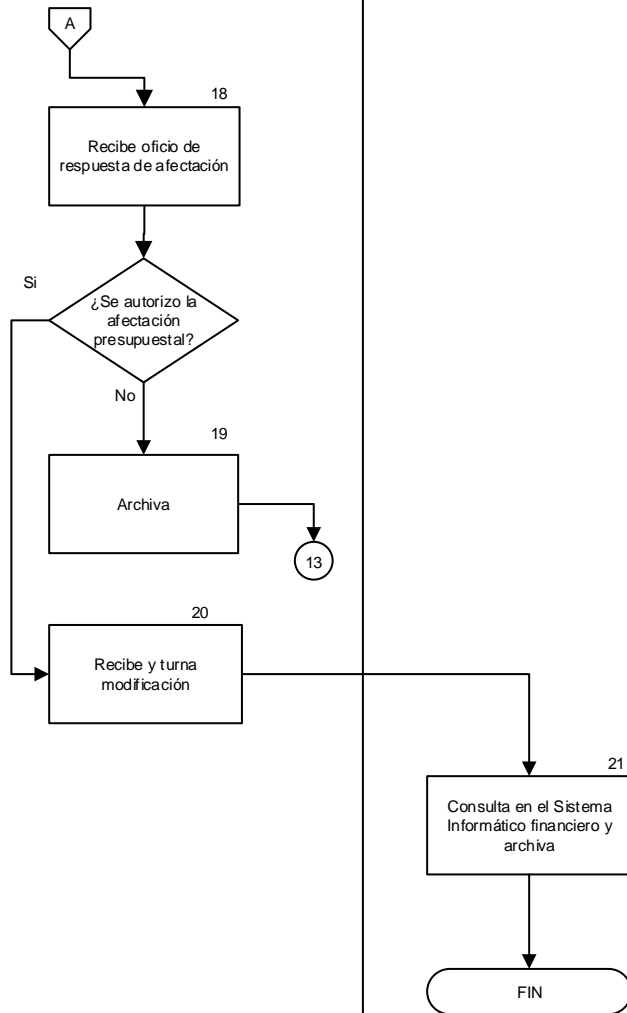 A
18
Recibe oficio de
respuesta de afectación
Si
¿Se autorizo la
afectación
presupuestal?
No
19
Archiva
13
20
Recibe y turna
modificación
21
Consulta en el Sistema
Informático financiero y
archiva
FIN